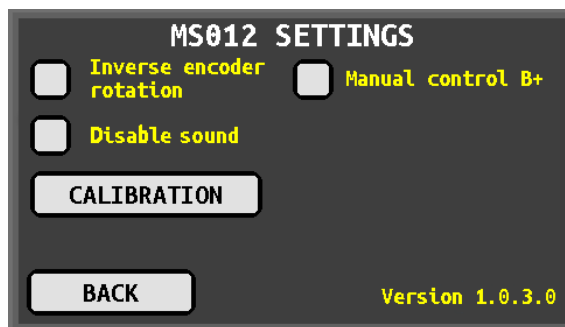 MS012 SETTINGS
Inverse encoder
rotation
Manual control B+
Disable sound
CALIBRATION
BACK
Version 1.0.3.0